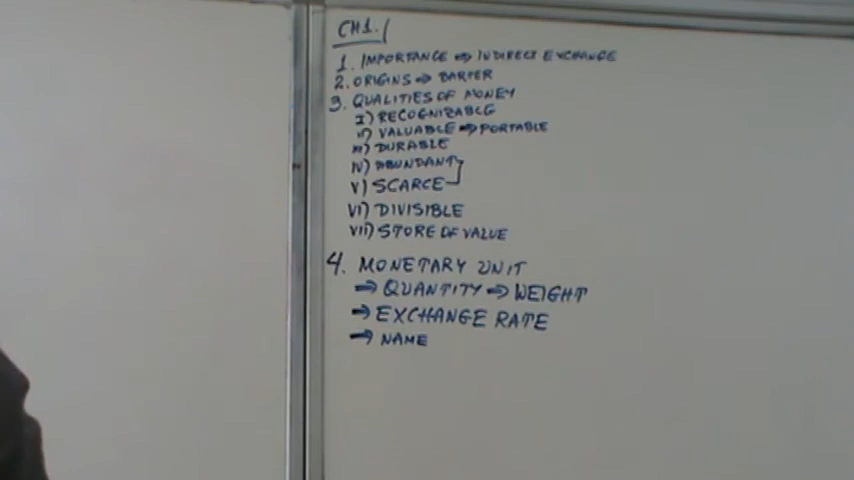 CH1.
1. IMPORTANCE ⇒ INDIRECT EXCHANGE
2. ORIGINS ⇒ BARTER
3. QUALITIES OF MONEY
I) RECOGNIZABLE
II) VALUABLE ⇒ PORTABLE
III) DURABLE
IV) ABUNDANT
V) SCARCE
VI) DIVISIBLE
VII) STORE OF VALUE
4. MONETARY UNIT
⇒ QUANTITY ⇒ WEIGHT
⇒ EXCHANGE RATE
⇒ NAME